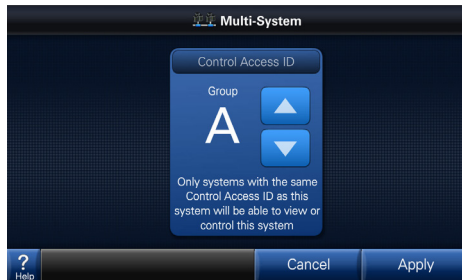 Multi-System
Control Access ID
Group
A
Only systems with the same
Control Access ID as this
system will be able to view or
control this system
?
Help
Cancel
Apply